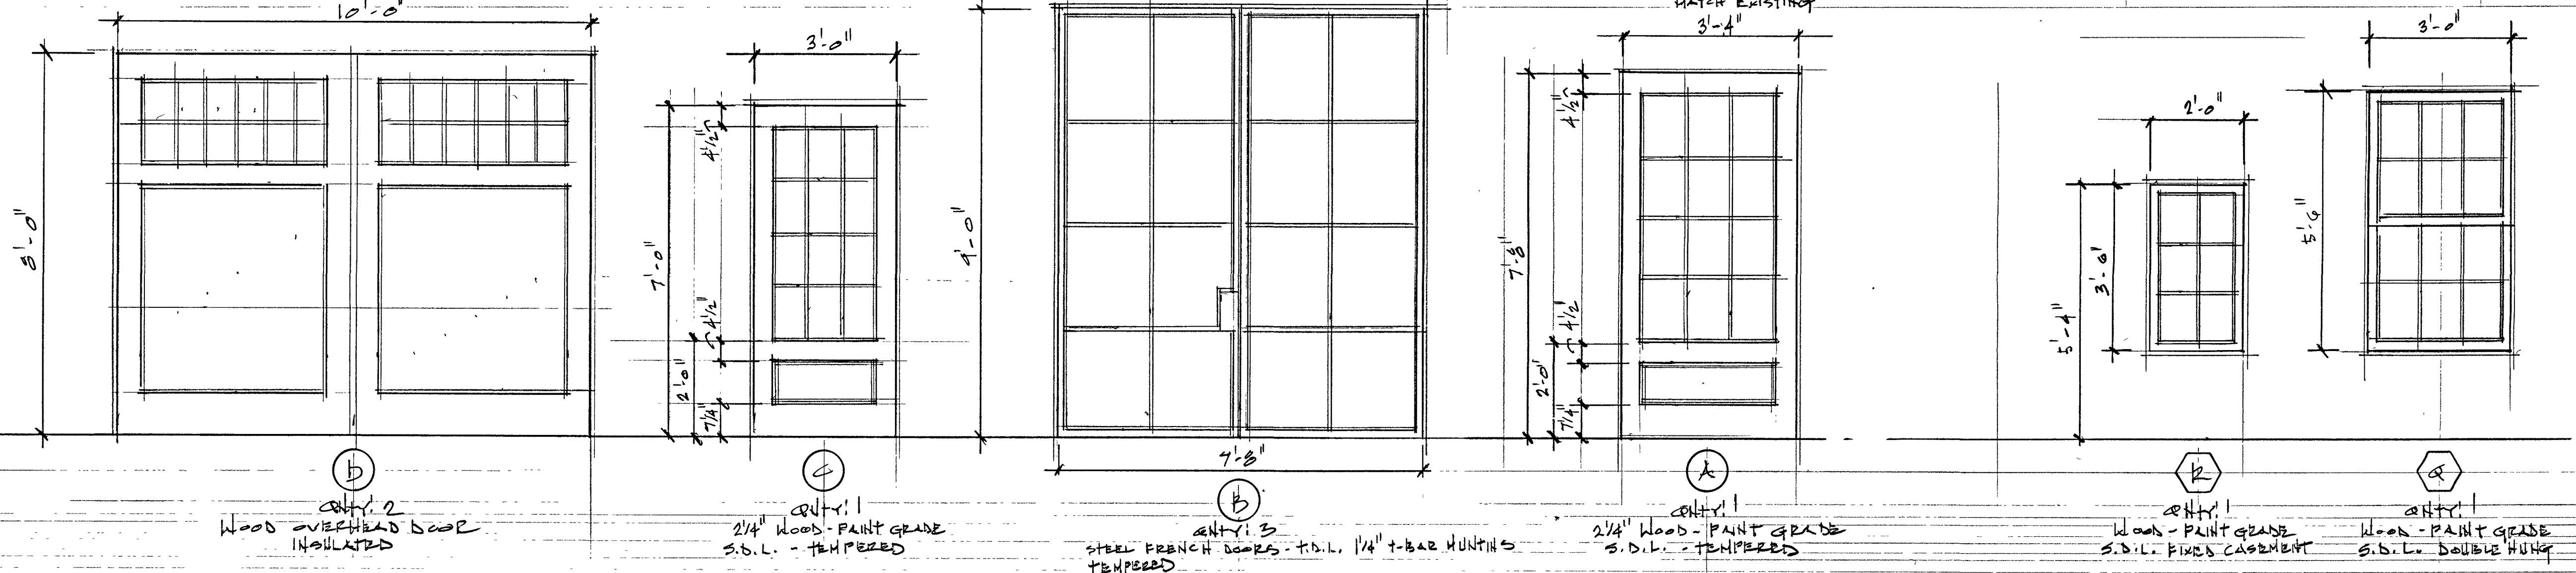 10'-0"
8'-0"
D
QNTY: 2
WOOD OVERHEAD DOOR
INSULATED
3'-0"
7'-0"
4 1/2"
4 1/2"
2'-0"
7 1/4"
C
QNTY: 1
2 1/4" WOOD - PAINT GRADE
S.D.L. - TEMPERED
9'-0"
7'-8"
B
QNTY: 3
STEEL FRENCH DOORS - T.D.L. 1 1/4" T-BAR MUNTINS
TEMPERED
MATCH EXISTING
3'-4"
7'-8"
4 1/2"
4 1/2"
2'-0"
7 1/4"
A
QNTY: 1
2 1/4" WOOD - PAINT GRADE
S.D.L. - TEMPERED
2'-0"
5'-4"
3'-6"
R
QNTY: 1
WOOD - PAINT GRADE
S.D.L. FIXED CASEMENT
3'-0"
5'-6"
Q
QNTY: 1
WOOD - PAINT GRADE
S.D.L. DOUBLE HUNG